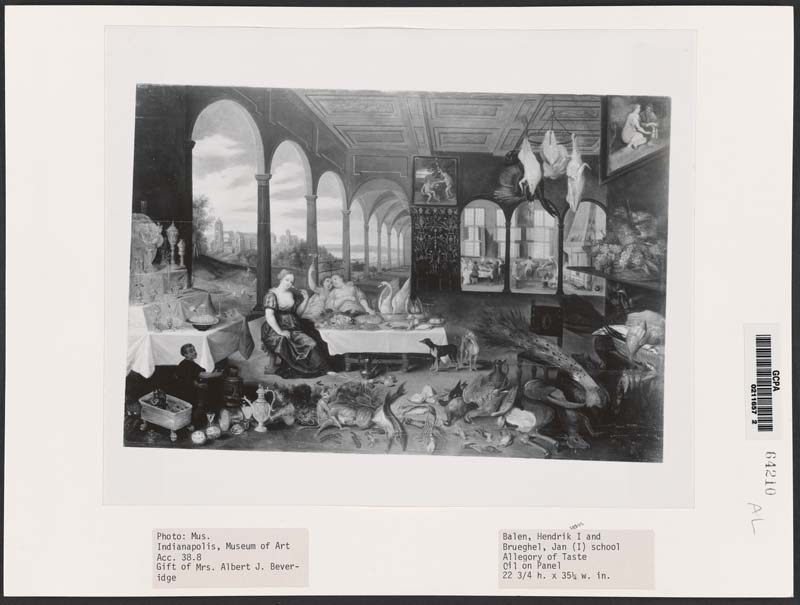 GCPA
0211657 2
64210
AL
Photo: Mus.
Indianapolis, Museum of Art
Acc. 38.8
Gift of Mrs. Albert J. Bever-
idge
van
Balen, Hendrik I and
Brueghel, Jan (I) school
Allegory of Taste
Oil on Panel
22 3/4 h. x 35¼ w. in.